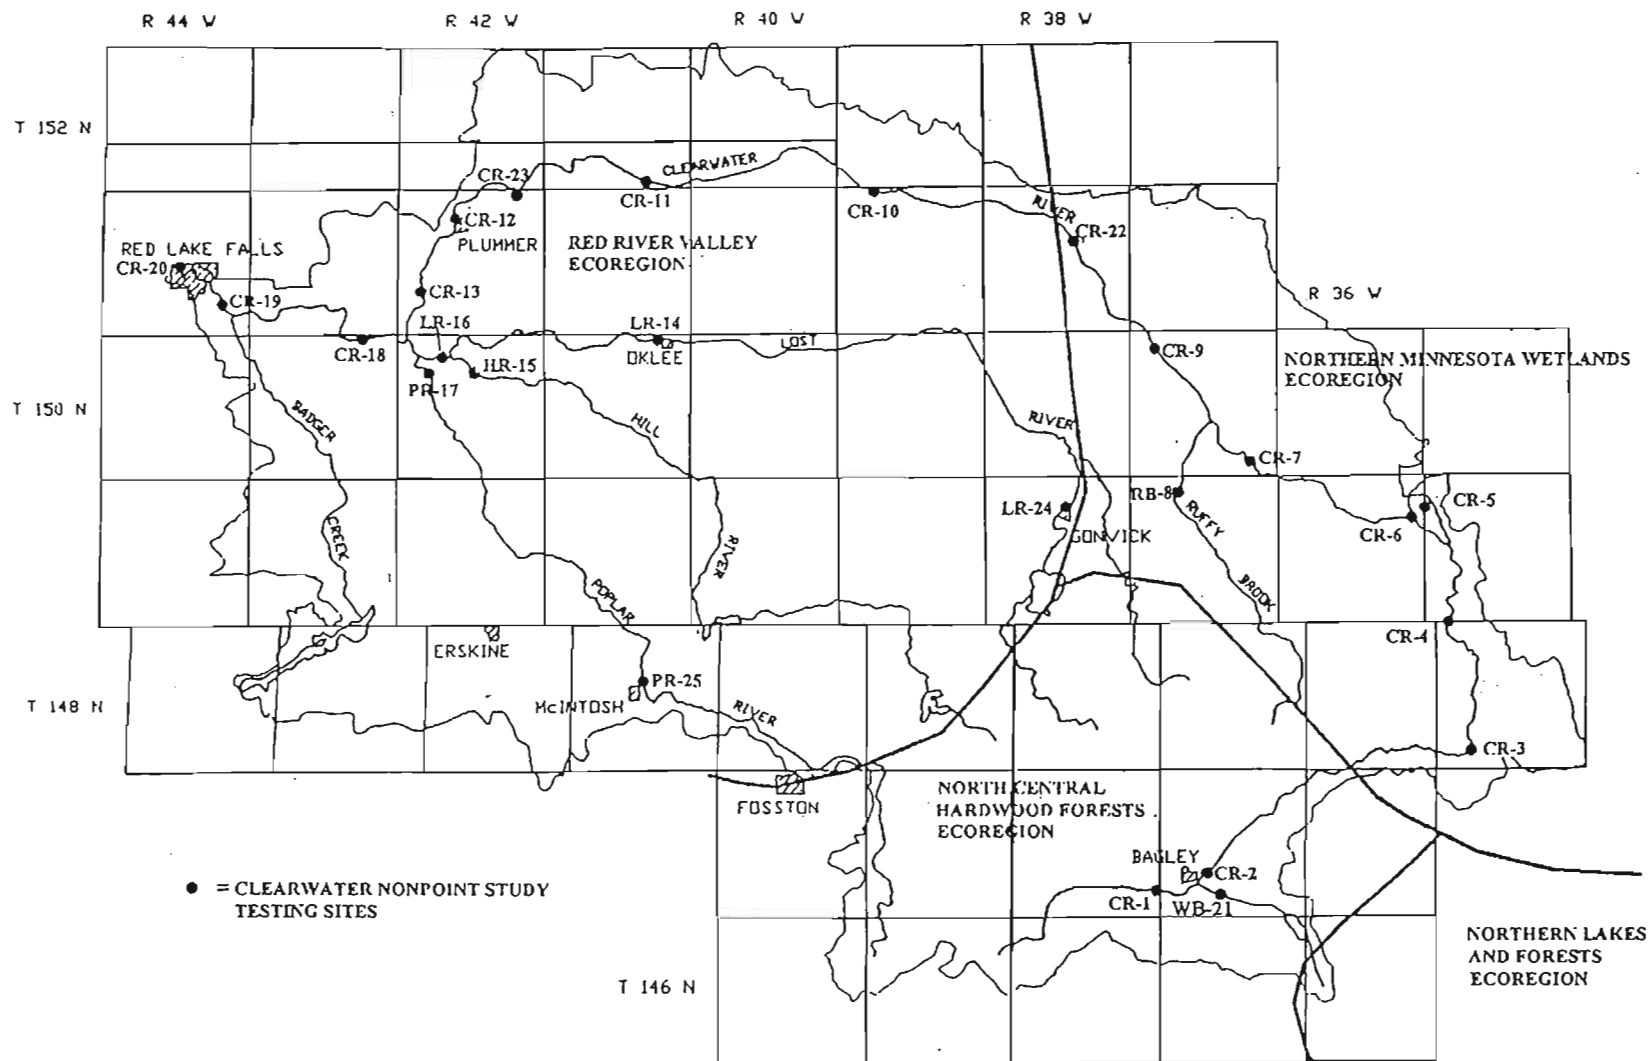 R 44 W
R 42 W
R 40 W
R 38 W
T 152 N
CR-23
CLEARWATER
CR-11
CR-10
RIVER
CR-12
PLUMMER
CR-22
RED RIVER VALLEY
ECOREGION
RED LAKE FALLS
CR-20
CR-19
CR-13
R 36 W
LR-16
LR-14
LOST
CR-18
OKLEE
CR-9
HR-15
PR-17
NORTHERN MINNESOTA WETLANDS
ECOREGION
T 150 N
BADGER
HILL
RIVER
CR-7
RB-8
LR-24
GONVICK
RUFFY
CR-5
CR-6
CREEK
RIVER
POPLAR
BROOK
CR-4
ERSKINE
PR-25
McINTOSH
T 148 N
RIVER
CR-3
FOSSTON
NORTH CENTRAL
HARDWOOD FORESTS
ECOREGION
BAGLEY
CR-2
CR-1
WB-21
= CLEARWATER NONPOINT STUDY
TESTING SITES
NORTHERN LAKES
AND FORESTS
ECOREGION
T 146 N